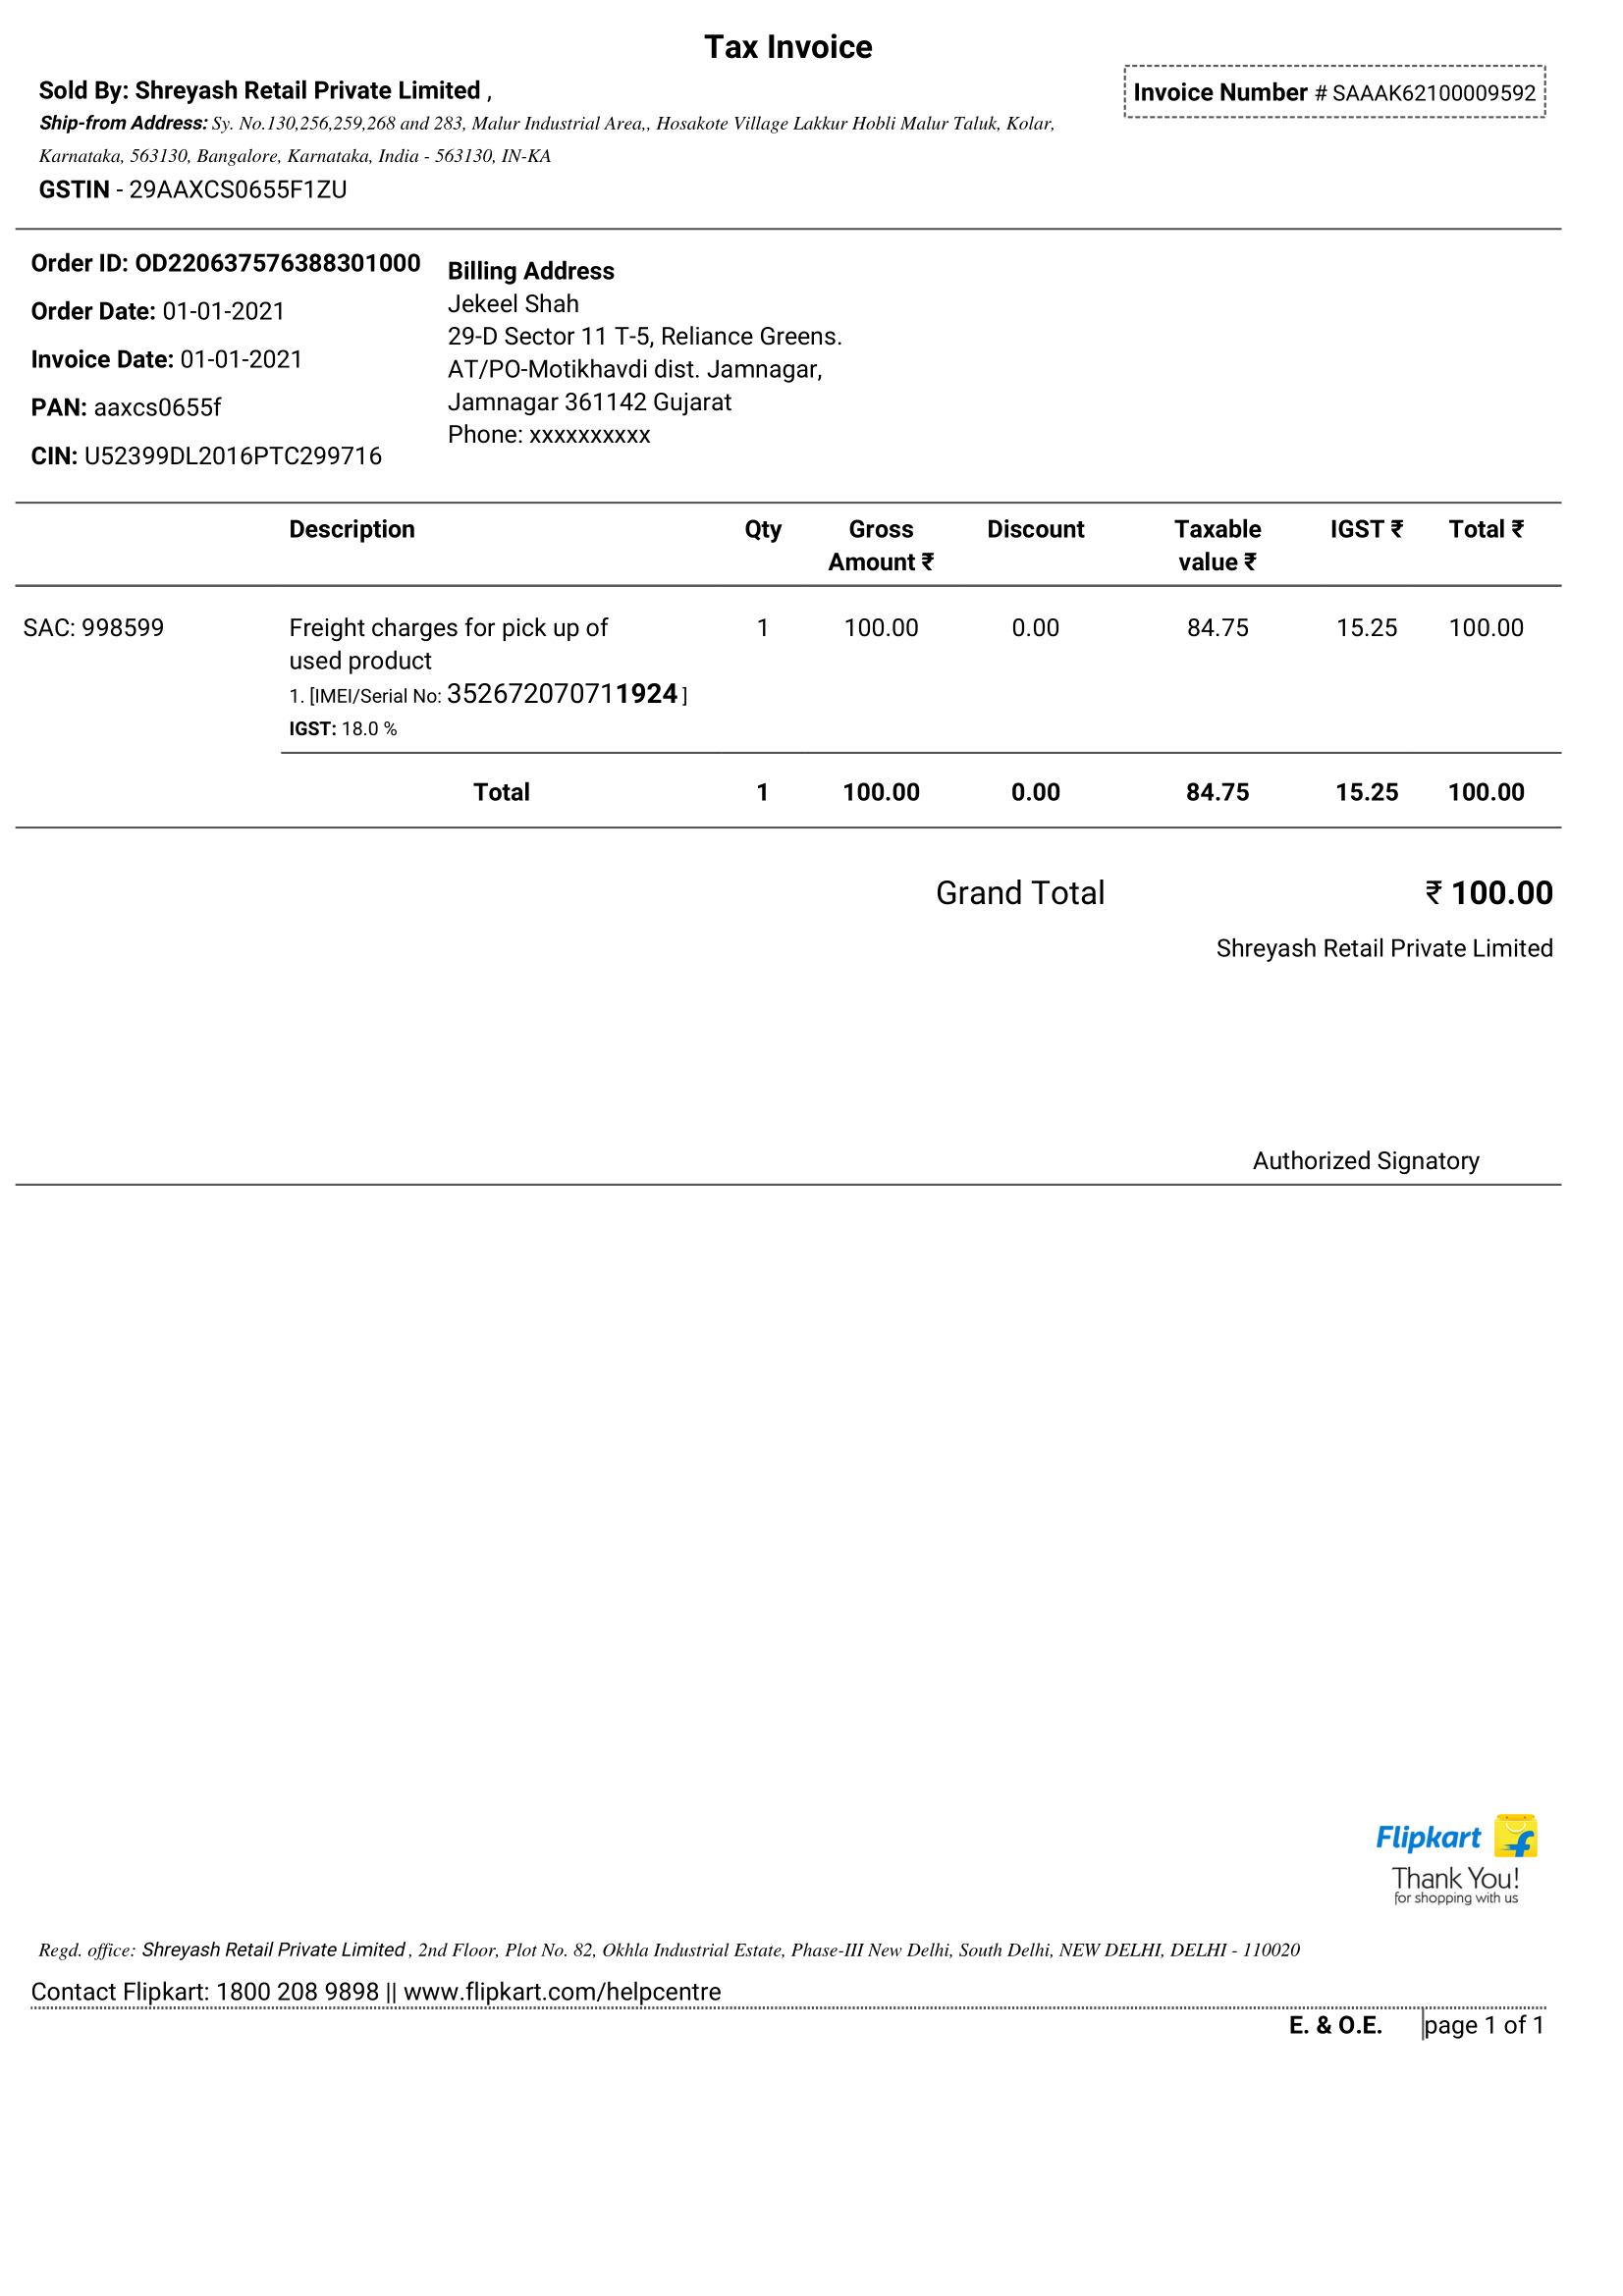 Tax Invoice
Sold By: Shreyash Retail Private Limited ,
Invoice Number # SAAAK62100009592
Ship-from Address: Sy. No.130,256,259,268 and 283, Malur Industrial Area,, Hosakote Village Lakkur Hobli Malur Taluk, Kolar,
Karnataka, 563130, Bangalore, Karnataka, India - 563130, IN-KA
GSTIN - 29AAXCS0655F1ZU
Order ID: OD220637576388301000
Order Date: 01-01-2021
Invoice Date: 01-01-2021
PAN: aaxcs0655f
CIN: U52399DL2016PTC299716
Billing Address
Jekeel Shah
29-D Sector 11 T-5, Reliance Greens.
AT/PO-Motikhavdi dist. Jamnagar,
Jamnagar 361142 Gujarat
Phone: xxxxxxxxxx
Description Qty Gross Discount Taxable IGST ₹ Total ₹
Amount ₹ value ₹
SAC: 998599 Freight charges for pick up of 1 100.00 0.00 84.75 15.25 100.00
used product
1. [IMEI/Serial No: 352672070711924 ]
IGST: 18.0 %
Total 1 100.00 0.00 84.75 15.25 100.00
Grand Total ₹ 100.00
Shreyash Retail Private Limited
Authorized Signatory
Flipkart
Thank You!
for shopping with us
Regd. office: Shreyash Retail Private Limited , 2nd Floor, Plot No. 82, Okhla Industrial Estate, Phase-III New Delhi, South Delhi, NEW DELHI, DELHI - 110020
Contact Flipkart: 1800 208 9898 || www.flipkart.com/helpcentre
E. & O.E. page 1 of 1